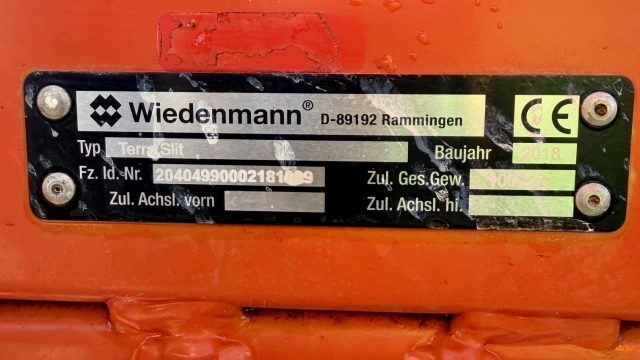 Wiedenmann® D-89192 Rammingen CE
Typ Terra Slit Baujahr 2018
Fz. Id.-Nr. Zul. Ges.Gew.
Zul. Achsl. vorn Zul. Achsl. hi.